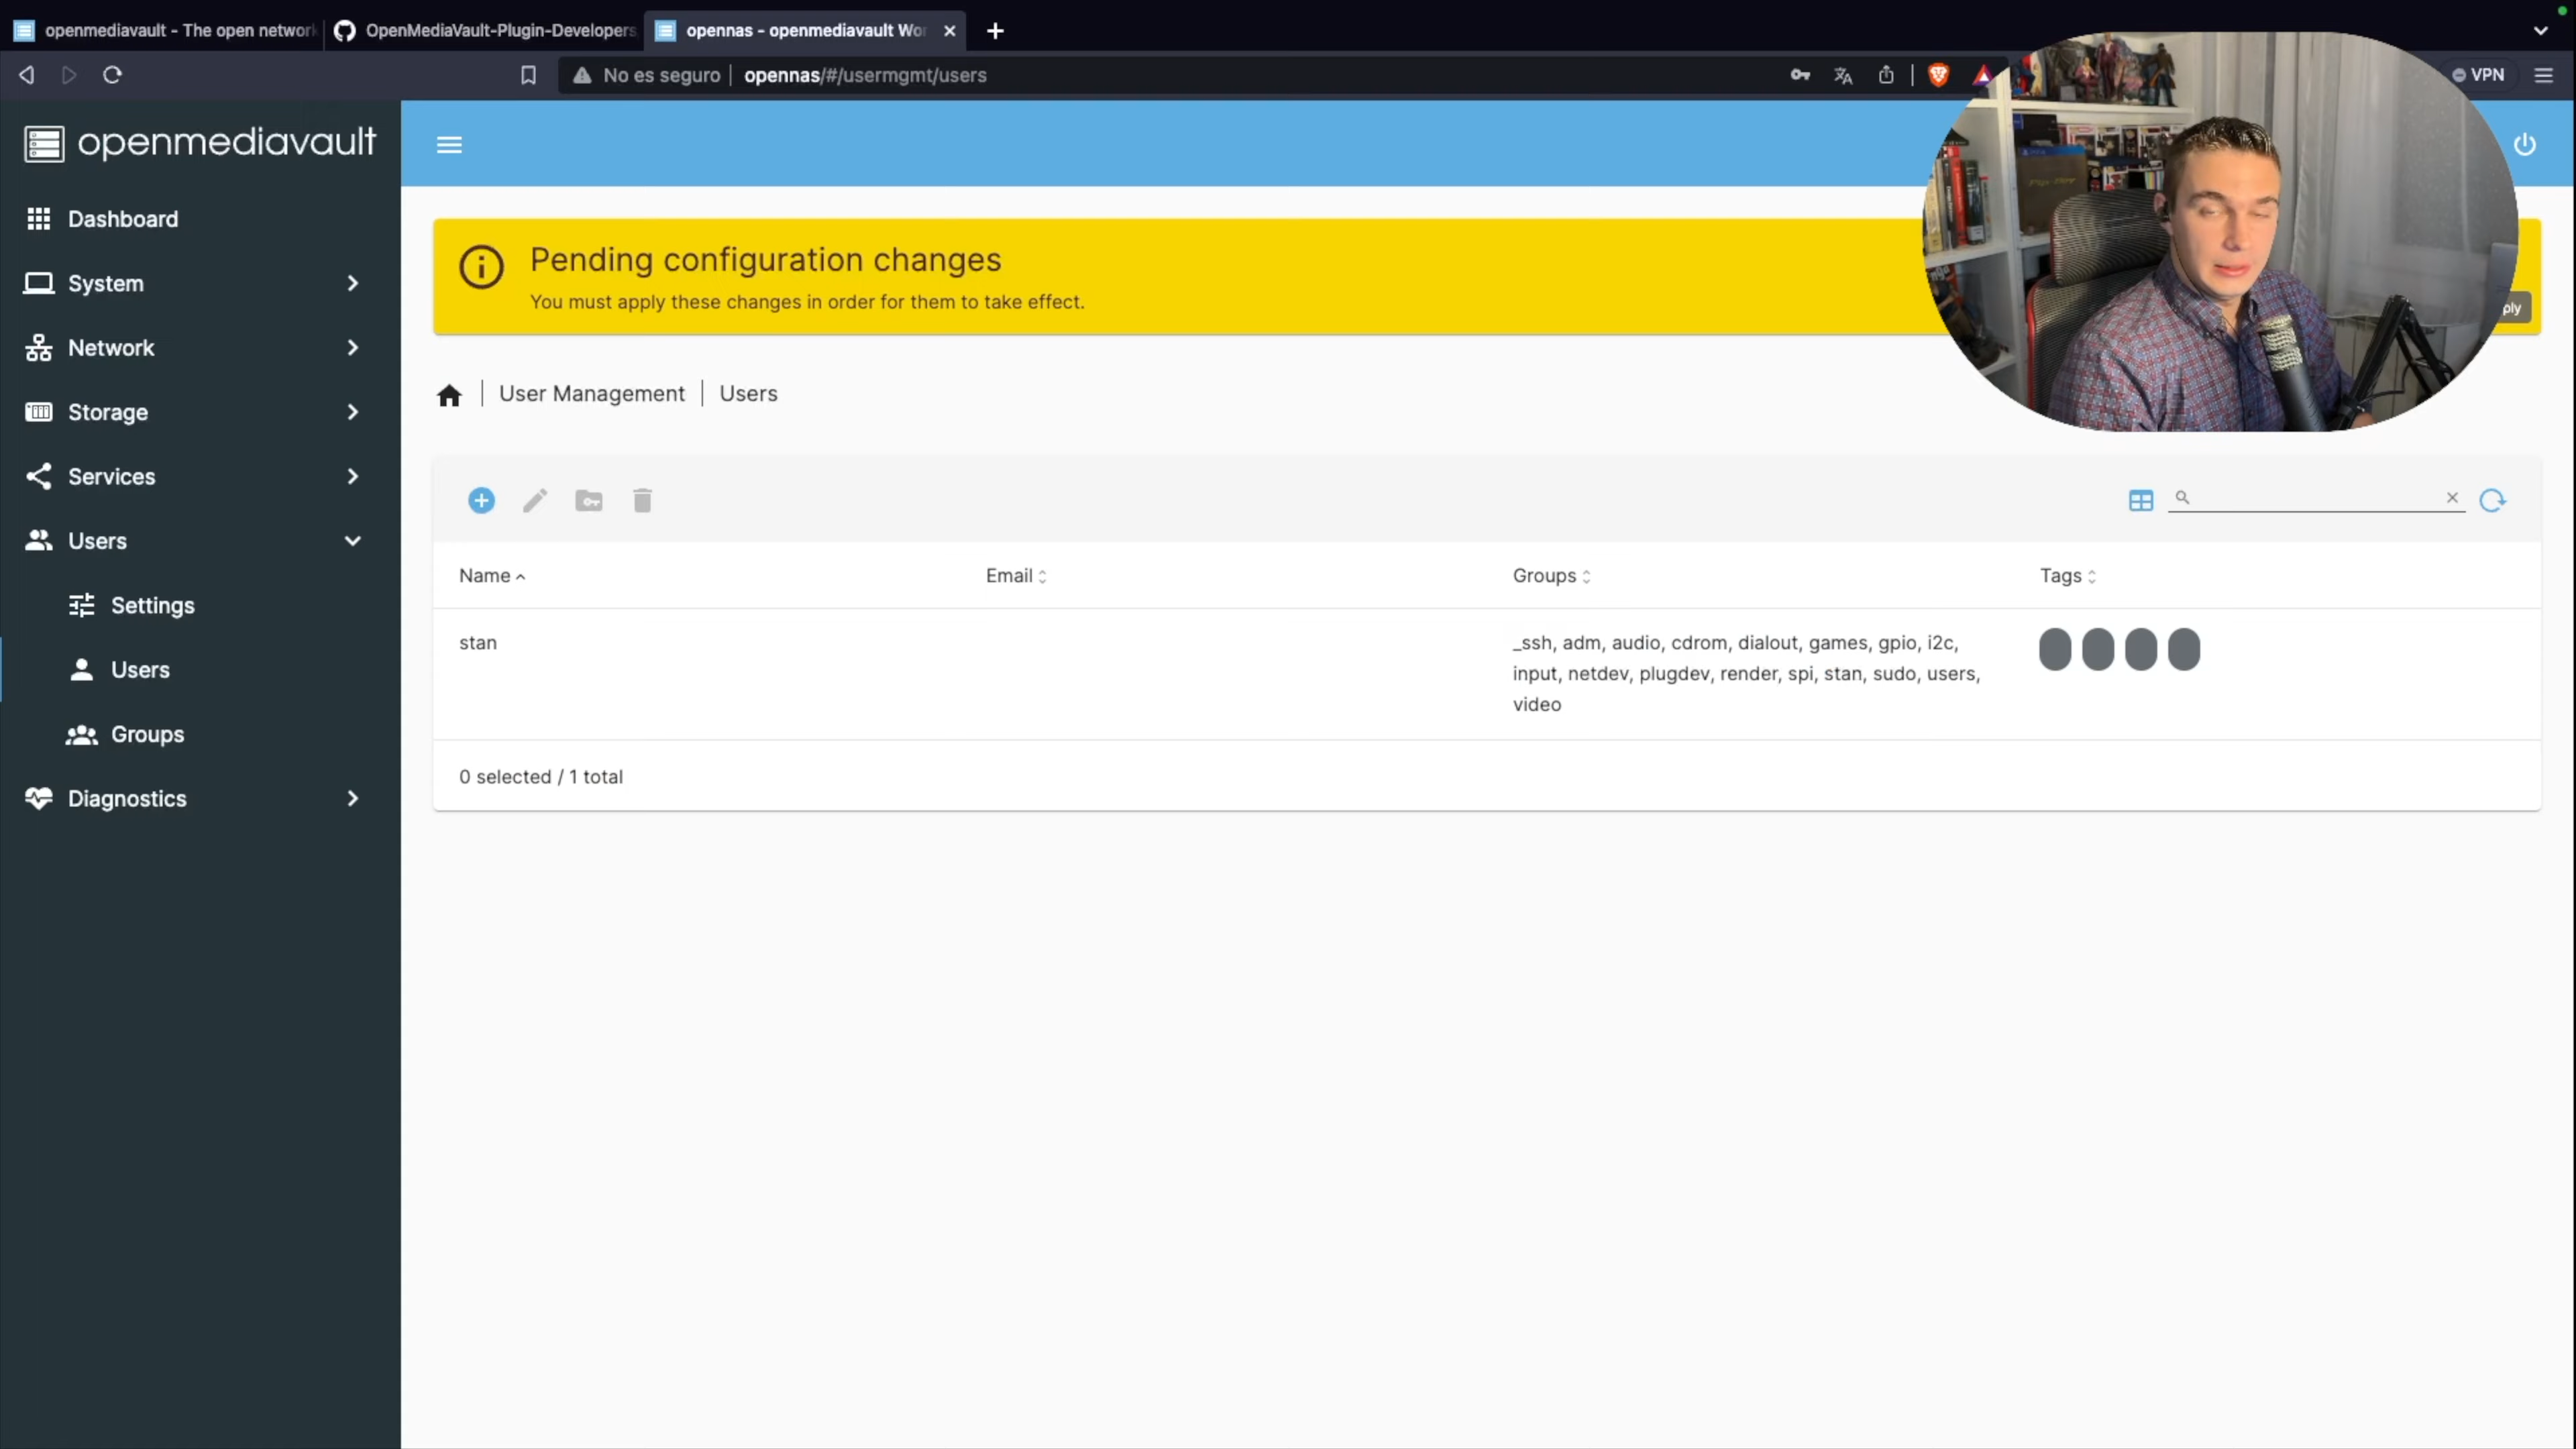 openmediavault - The open network
OpenMediaVault-Plugin-Developers
opennas - openmediavault Wor
No es seguro
opennas/#/usermgmt/users
VPN
openmediavault
Dashboard
System
Network
Storage
Services
Users
Settings
Users
Groups
Diagnostics
Pending configuration changes
You must apply these changes in order for them to take effect.
ply
User Management
Users
Name
Email
Groups
Tags
stan
_ssh, adm, audio, cdrom, dialout, games, gpio, i2c,
input, netdev, plugdev, render, spi, stan, sudo, users,
video
0 selected / 1 total